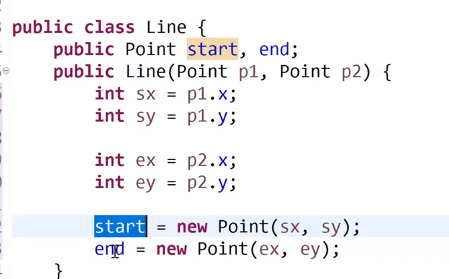 public class Line {
public Point start, end;
public Line(Point p1, Point p2) {
int sx = p1.x;
int sy = p1.y;
int ex = p2.x;
int ey = p2.y;
start = new Point(sx, sy);
end = new Point(ex, ey);
}